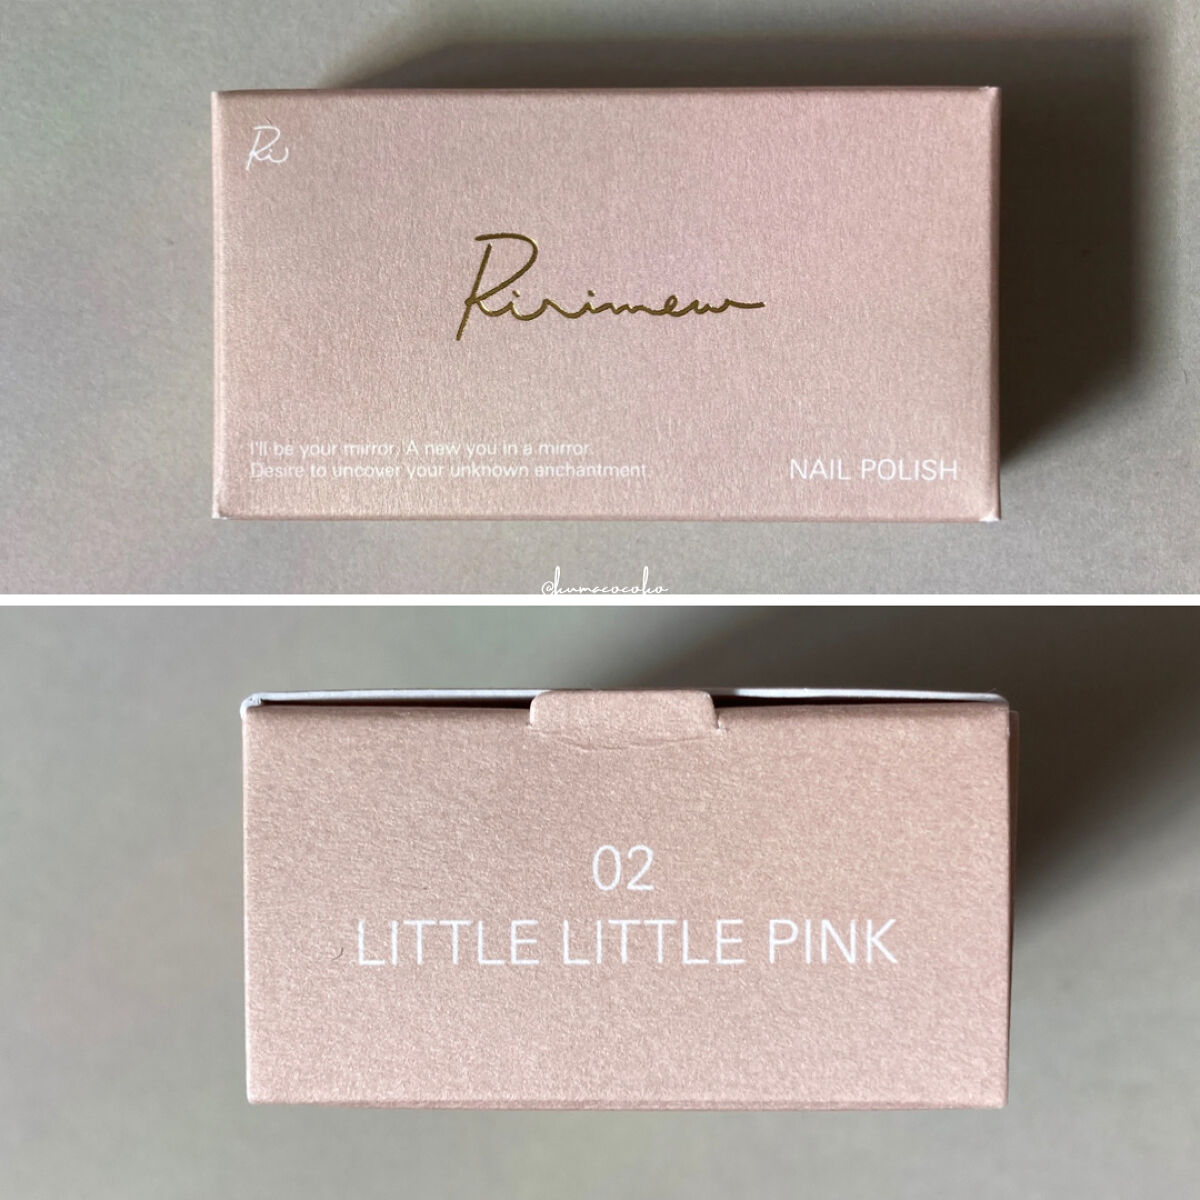 Ri
Ririmew
I'll be your mirror. A new you in a mirror.
Desire to uncover your unknown enchantment.
NAIL POLISH
@kumacocoko
02
LITTLE LITTLE PINK